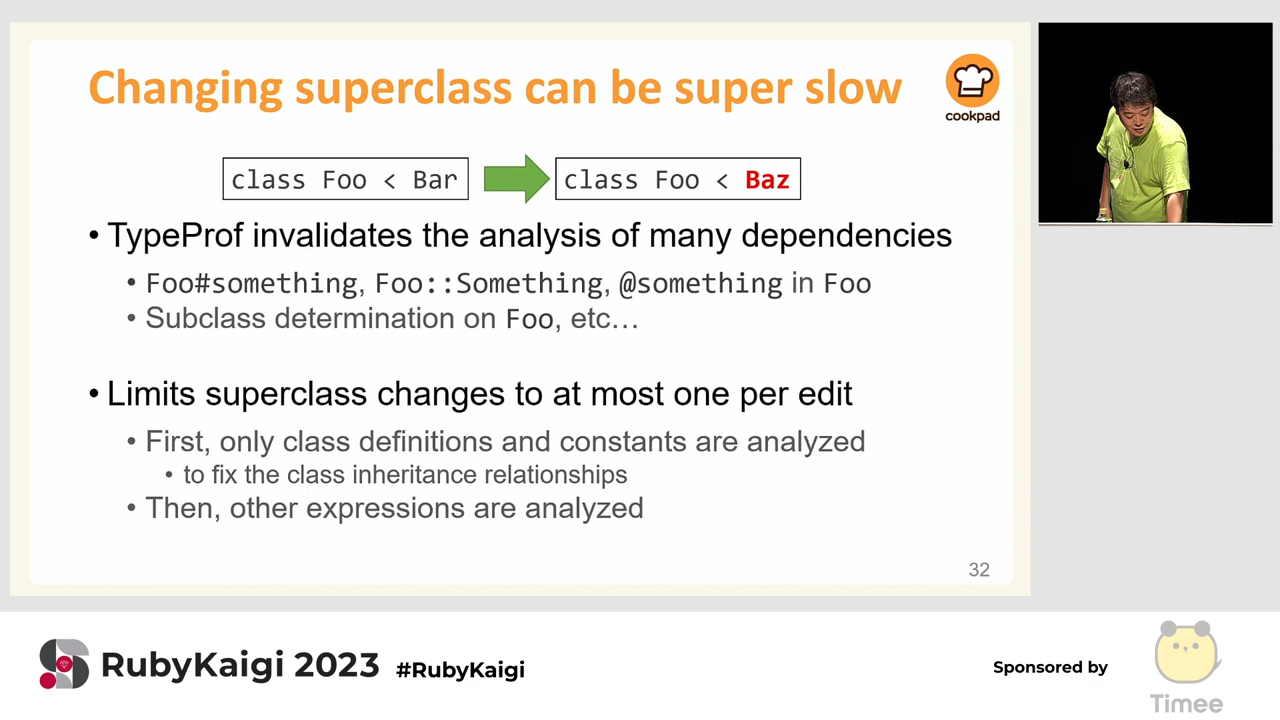 Changing superclass can be super slow
cookpad
class Foo < Bar
class Foo < Baz
• TypeProf invalidates the analysis of many dependencies
• Foo#something, Foo::Something, @something in Foo
• Subclass determination on Foo, etc…
• Limits superclass changes to at most one per edit
• First, only class definitions and constants are analyzed
• to fix the class inheritance relationships
• Then, other expressions are analyzed
32
RubyKaigi 2023 #RubyKaigi
Sponsored by
Timee